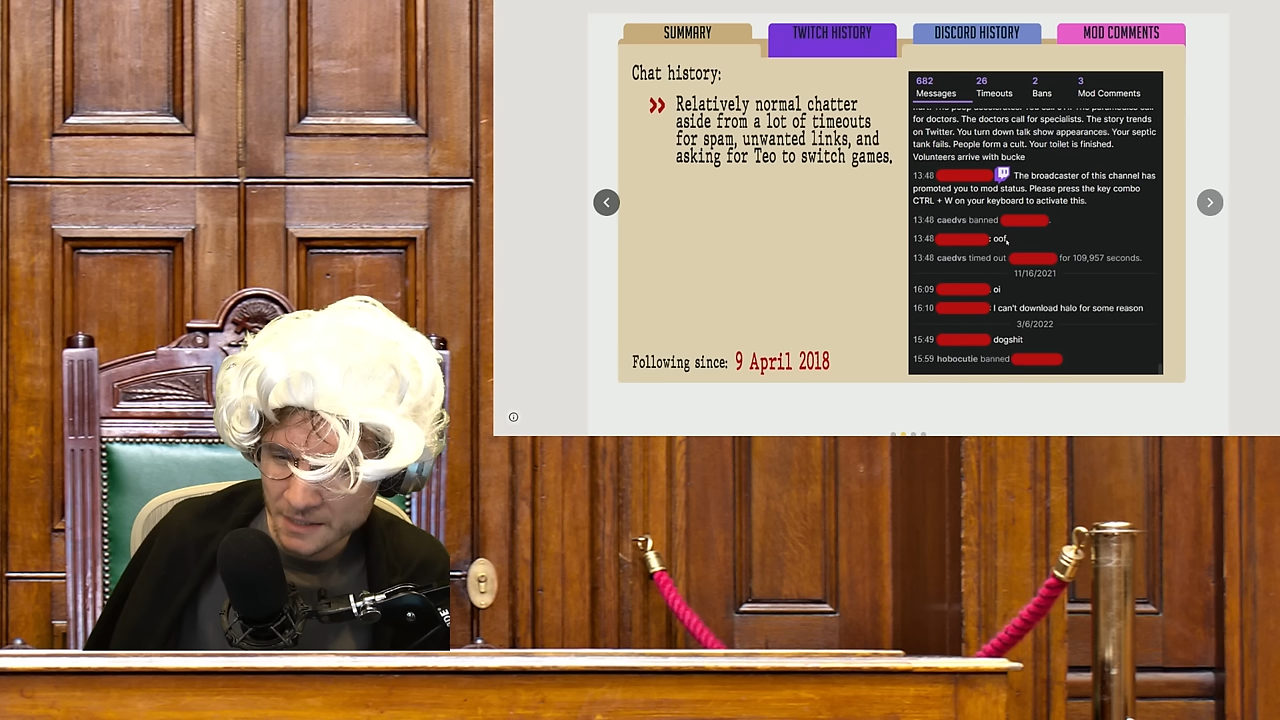 SUMMARY
TWITCH HISTORY
DISCORD HISTORY
MOD COMMENTS
Chat history:
Relatively normal chatter
aside from a lot of timeouts
for spam, unwanted links, and
asking for Teo to switch games.
Following since: 9 April 2018
682 26 2 3
Messages Timeouts Bans Mod Comments
for doctors. The doctors call for specialists. The story trends
on Twitter. You turn down talk show appearances. Your septic
tank fails. People form a cult. Your toilet is finished.
Volunteers arrive with bucke
13:48 The broadcaster of this channel has
promoted you to mod status. Please press the key combo
CTRL + W on your keyboard to activate this.
13:48 caedvs banned .
13:48 : oof
13:48 caedvs timed out for 109,957 seconds.
11/16/2021
16:09 : oi
16:10 : I can't download halo for some reason
3/6/2022
15:49 dogshit
15:59 hobocutie banned